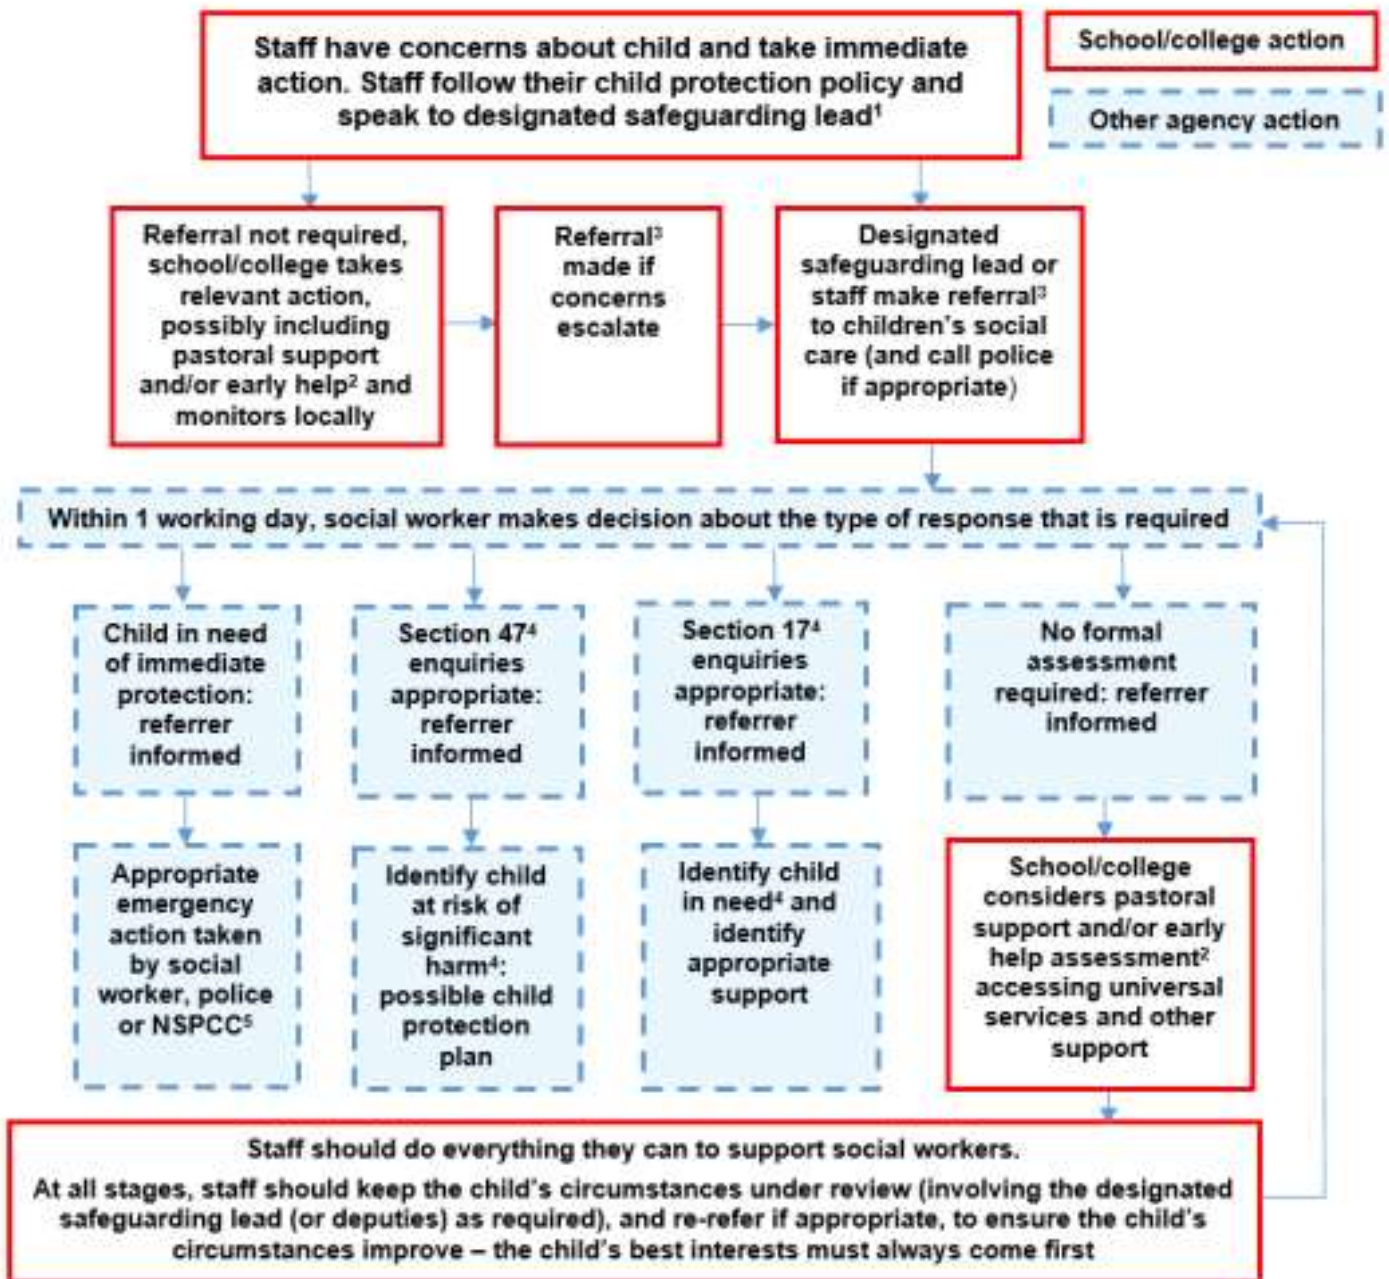 Staff have concerns about child and take immediate
action. Staff follow their child protection policy and
speak to designated safeguarding lead¹
School/college action
Other agency action
Referral not required,
school/college takes
relevant action,
possibly including
pastoral support
and/or early help² and
monitors locally
Referral³
made if
concerns
escalate
Designated
safeguarding lead or
staff make referral³
to children's social
care (and call police
if appropriate)
Within 1 working day, social worker makes decision about the type of response that is required
Child in need
of immediate
protection:
referrer
informed
Section 47⁴
enquiries
appropriate:
referrer
informed
Section 17⁴
enquiries
appropriate:
referrer
informed
No formal
assessment
required: referrer
informed
Appropriate
emergency
action taken
by social
worker, police
or NSPCC⁵
Identify child
at risk of
significant
harm⁴:
possible child
protection
plan
Identify child
in need⁴ and
identify
appropriate
support
School/college
considers pastoral
support and/or early
help assessment²
accessing universal
services and other
support
Staff should do everything they can to support social workers.
At all stages, staff should keep the child's circumstances under review (involving the designated
safeguarding lead (or deputies) as required), and re-refer if appropriate, to ensure the child's
circumstances improve – the child's best interests must always come first